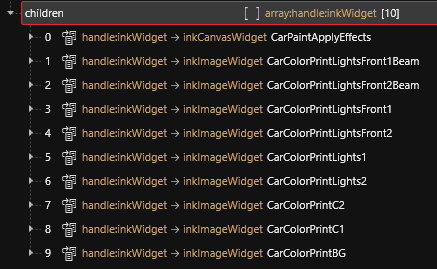 children [ ] array:handle:inkWidget [10]
0 handle:inkWidget → inkCanvasWidget CarPaintApplyEffects
1 handle:inkWidget → inkImageWidget CarColorPrintLightsFront1Beam
2 handle:inkWidget → inkImageWidget CarColorPrintLightsFront2Beam
3 handle:inkWidget → inkImageWidget CarColorPrintLightsFront1
4 handle:inkWidget → inkImageWidget CarColorPrintLightsFront2
5 handle:inkWidget → inkImageWidget CarColorPrintLights1
6 handle:inkWidget → inkImageWidget CarColorPrintLights2
7 handle:inkWidget → inkImageWidget CarColorPrintC2
8 handle:inkWidget → inkImageWidget CarColorPrintC1
9 handle:inkWidget → inkImageWidget CarColorPrintBG